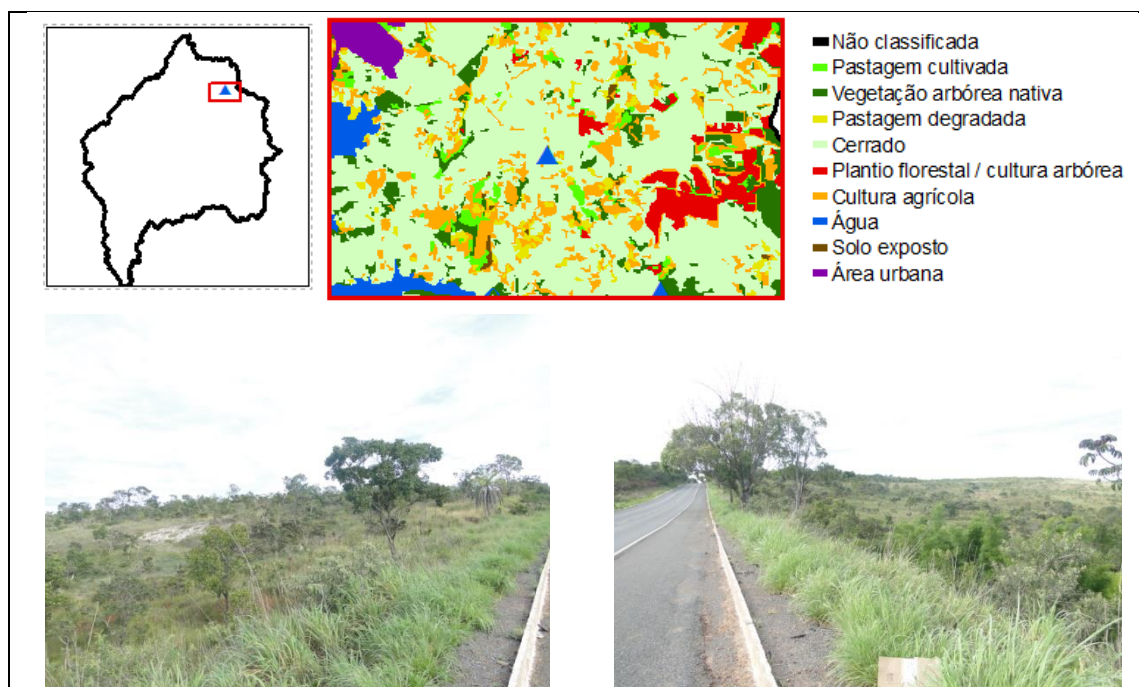 Não classificada
Pastagem cultivada
Vegetação arbórea nativa
Pastagem degradada
Cerrado
Plantio florestal / cultura arbórea
Cultura agrícola
Água
Solo exposto
Área urbana